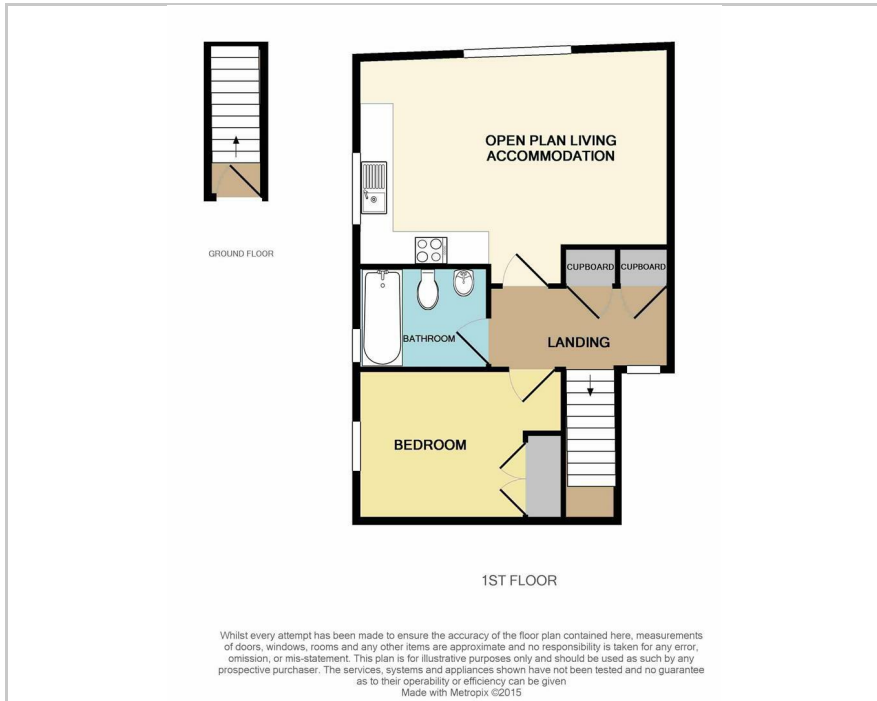 GROUND FLOOR
OPEN PLAN LIVING
ACCOMMODATION
CUPBOARD
CUPBOARD
BATHROOM
LANDING
BEDROOM
1ST FLOOR
Whilst every attempt has been made to ensure the accuracy of the floor plan contained here, measurements
of doors, windows, rooms and any other items are approximate and no responsibility is taken for any error,
omission, or mis-statement. This plan is for illustrative purposes only and should be used as such by any
prospective purchaser. The services, systems and appliances shown have not been tested and no guarantee
as to their operability or efficiency can be given
Made with Metropix ©2015